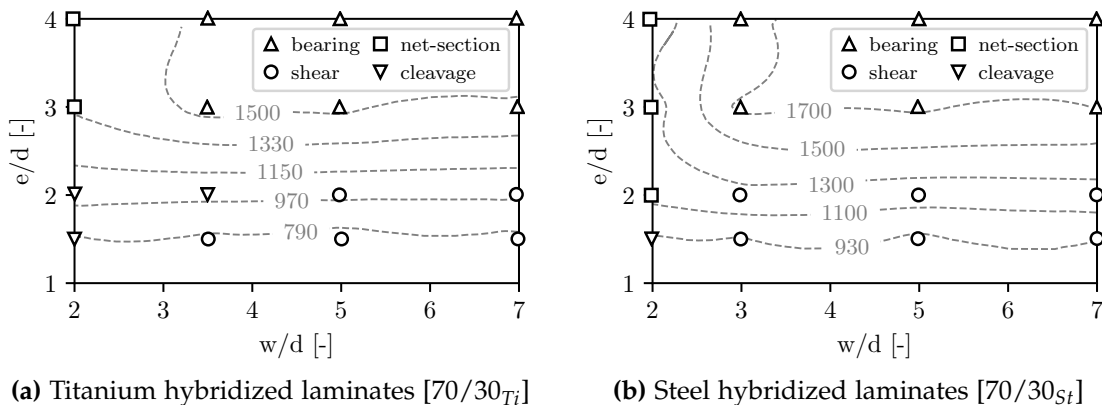 4
3
2
1
e/d [-]
bearing
net-section
shear
cleavage
1500
1330
1150
970
790
2
3
4
5
6
7
w/d [-]
(a) Titanium hybridized laminates [70/30Ti]
4
3
2
1
e/d [-]
bearing
net-section
shear
cleavage
1700
1500
1300
1100
930
2
3
4
5
6
7
w/d [-]
(b) Steel hybridized laminates [70/30St]